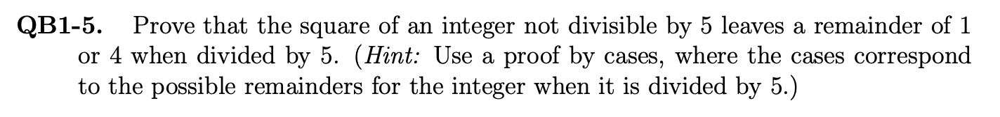 QB1-5. Prove that the square of an integer not divisible by 5 leaves a remainder of 1
or 4 when divided by 5. (Hint: Use a proof by cases, where the cases correspond
to the possible remainders for the integer when it is divided by 5.)